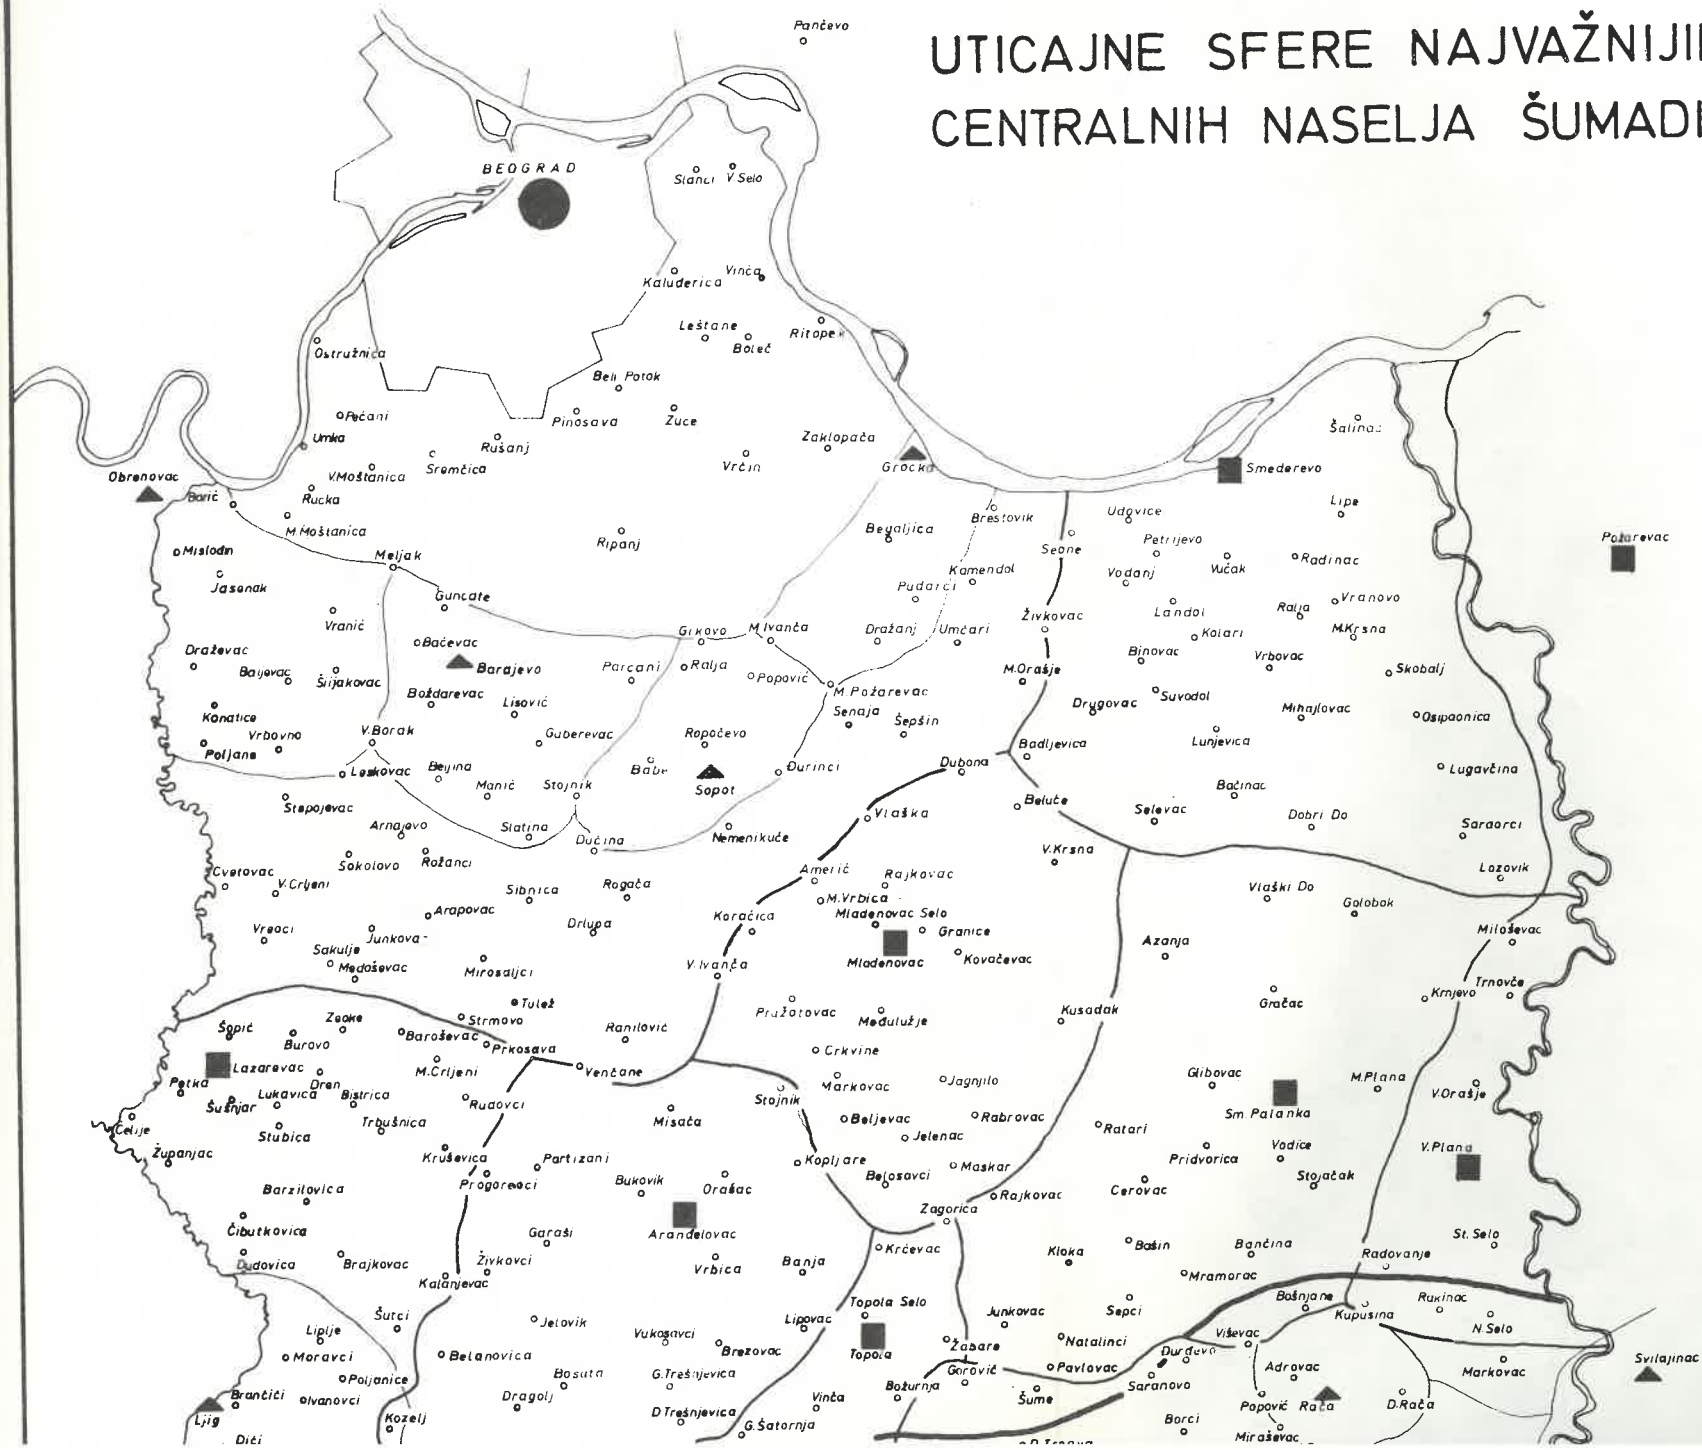 Pančevo
UTICAJNE SFERE NAJVAŽNIJI
CENTRALNIH NASELJA ŠUMADI
BEOGRAD
Slanci V.Selo
Kaluđerica Vinča
Leštane
Boleč
Ritopek
Ostružnica
Beli Potok
Pećani
Pinosava
Zuce
Umka
Rušanj
Zaklopača
Šalinac
Sremčica
Vrčin
Grocka
Smederevo
Obrenovac
V.Moštanica
Barič
Rucka
Lipe
M.Moštanica
Brestovik
Udovice
Begaljica
Požarevac
Ripanj
Petrijevo
Seone
Mislođin
Meljak
Radinac
Vučak
Kamendol
Vodanj
Jasenak
Pudarci
Guncate
Vranovo
Landol
Ralja
Živkovac
Vranić
Grkovo
M.Ivanča
Dražanj
Umčari
Kolari
M.Krsna
Baćevac
Draževac
Binovac
Barajevo
Parcani
Ralja
Baljevac
Šiljakovac
Popović
M.Orašje
Vrbovac
Skobalj
Boždarevac
Lisović
M.Požarevac
Drugovac
Suvodol
Konatice
Senaja
Šepšin
Mihajlovac
Osipaonica
V.Borak
Vrbovno
Guberevac
Ropočevo
Poljane
Lunjevica
Badljevica
Leskovac
Beljina
Babe
Đurinci
Dubona
Lugavčina
Manić
Stojnik
Sopot
Stepojevac
Bačinac
Beluće
Selevac
Dobri Do
Arnajevo
Slatina
Vlaška
Saraorci
Dučina
Nemenikuće
Sokolovo
Rožanci
V.Krsna
Cvetovac
Američ
Rajkovac
Lozovik
V.Crljeni
Sibnica
Rogača
M.Vrbica
Vlaški Do
Golobok
Arapovac
Koraćica
Mladenovac Selo
Vreoci
Drlupa
Granice
Miloševac
Junkova
Azanja
Sakulje
Medoševac
Mirosaljci
V.Ivanča
Mladenovac
Kovačevac
Trnovče
Krnjevo
Tulež
Pružatovac
Gračac
Kusadak
Šopić
Zeoke
Strmovo
Ranilović
Međulužje
Burovo
Baroševac
Prkosava
Crkvine
Lazarevac
M.Crljeni
Venčane
Glibovac
M.Plana
Petka
Dren
Markovac
Jagnjilo
Šušnjar
Lukavica
Bistrica
Rudovci
Stojnik
V.Orašje
Sm.Palanka
Čelije
Stubica
Trbušnica
Misača
Beljevac
Rabrovac
Ratari
Jelenac
Županjac
Kruševica
Partizani
Kopljare
Maskar
Pridvorica
Vodice
V.Plana
Progoreoci
Bukovik
Orašac
Belosavci
Stojačak
Barzilovica
Rajkovac
Cerovac
Zagorica
Čibutkovica
Garaši
Aranđelovac
Krćevac
Kloka
Bašin
Bančina
St.Selo
Dudovica
Brajkovac
Živkovci
Vrbica
Banja
Radovanje
Kalanjevac
Mramorac
Topola Selo
Junkovac
Sepci
Bošnjane
Rukinac
Šutci
Jelovik
Lipovac
Kupusina
N.Selo
Liplje
Vukosavci
Brezovac
Topola
Žabare
Natalinci
Viševac
Đurđevo
Moravci
Belanovica
Gorović
Pavlovac
Adrovac
Markovac
Svilajinac
Poljanice
Bosuta
G.Trešnjevica
Božurnja
Saranovo
Brančići
Ivanovci
Dragolj
Vinča
Šume
Popović
Rača
D.Rača
Ljig
Kozelj
D.Trešnjevica
G.Šatornja
Borci
Miraševac
Dići
D.Trnava